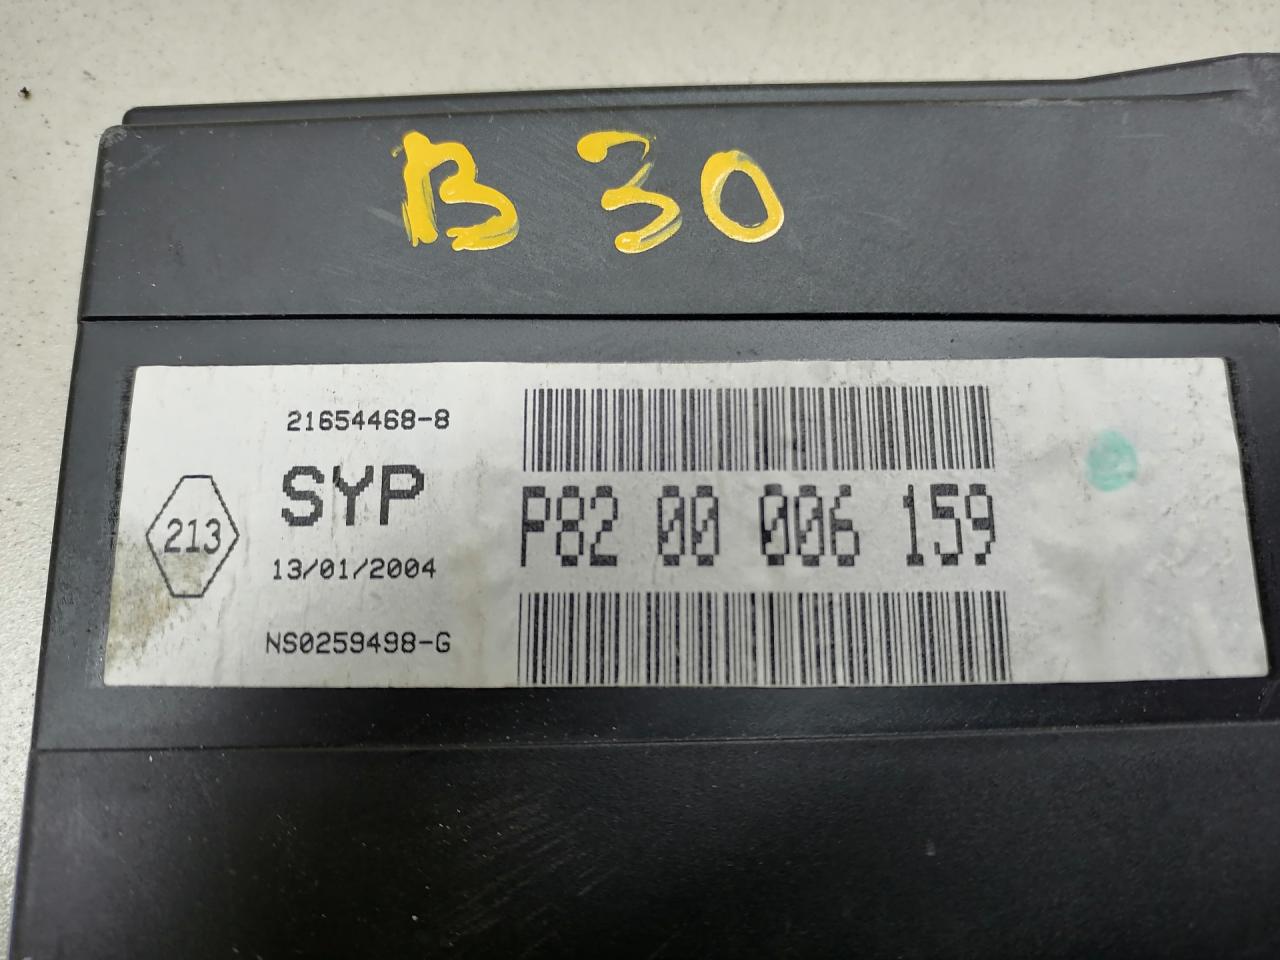 B 30
21654468-8
SYP
213
13/01/2004
NS0259498-G
P82 00 006 159